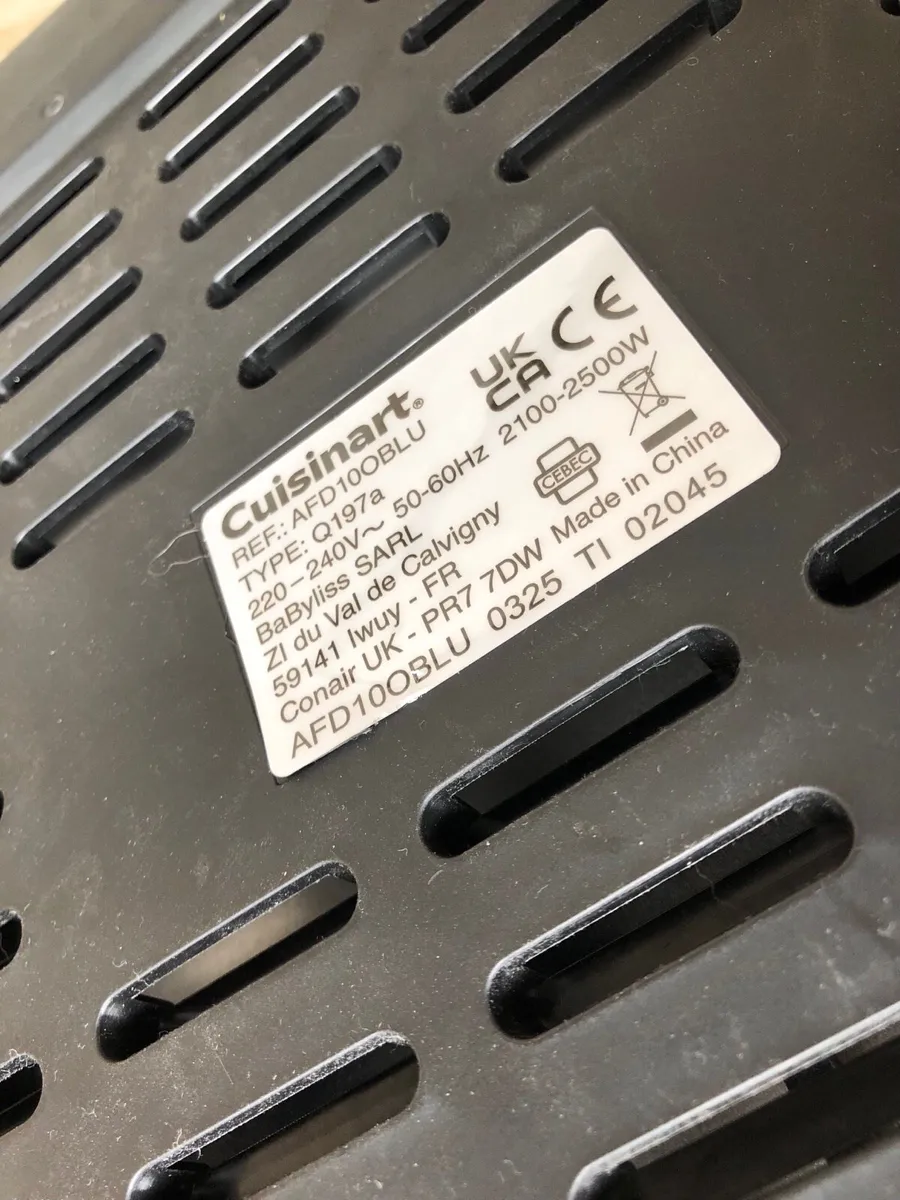 Cuisinart®
UK
CA CE
REF.: AFD10OBLU
TYPE: Q197a
220–240V~ 50-60Hz 2100-2500W
BaByliss SARL
ZI du Val de Calvigny
59141 Iwuy - FR
CEBEC
Conair UK - PR7 7DW Made in China
AFD10OBLU 0325 TI 02045